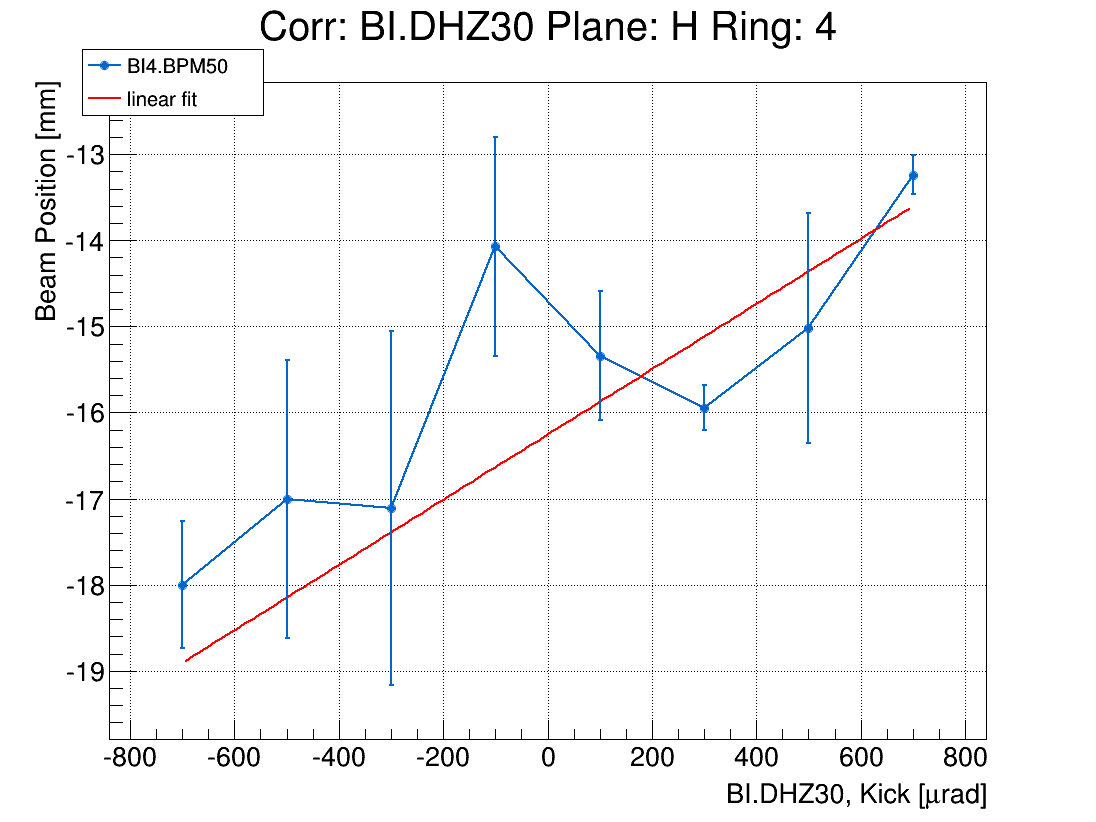 Corr: BI.DHZ30 Plane: H Ring: 4
BI4.BPM50
linear fit
Beam Position [mm]
-13
-14
-15
-16
-17
-18
-19
-800 -600 -400 -200 0 200 400 600 800
BI.DHZ30, Kick [μrad]